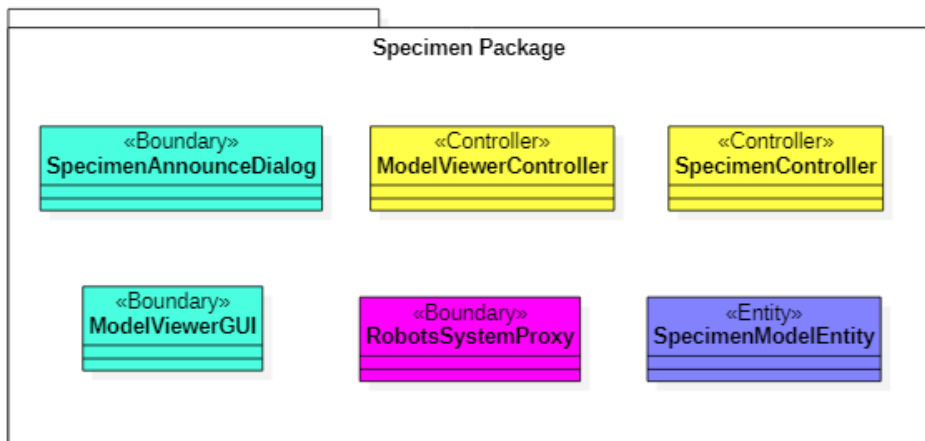 Specimen Package
«Boundary»
SpecimenAnnounceDialog
«Controller»
ModelViewerController
«Controller»
SpecimenController
«Boundary»
ModelViewerGUI
«Boundary»
RobotsSystemProxy
«Entity»
SpecimenModelEntity